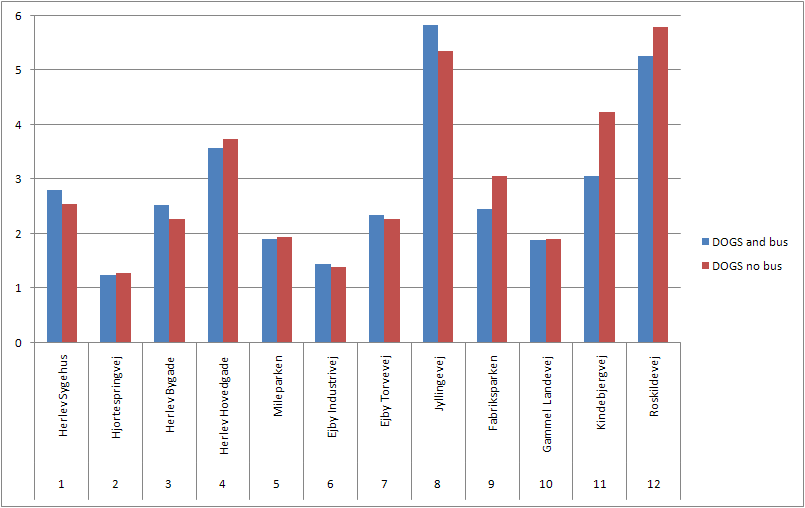 6
5
4
3
2
1
0
DOGS and bus
DOGS no bus
Herlev Sygehus
Hjortespringvej
Herlev Bygade
Herlev Hovedgade
Mileparken
Ejby Industrivej
Ejby Torvevej
Jyllingevej
Fabriksparken
Gammel Landevej
Kindebjergvej
Roskildevej
1 2 3 4 5 6 7 8 9 10 11 12